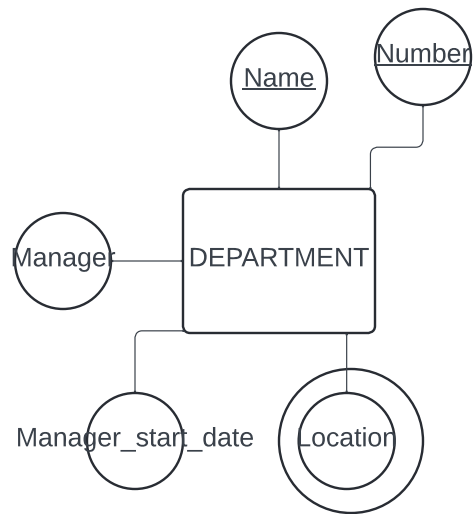 Number
Name
Manager
DEPARTMENT
Manager_start_date
Location